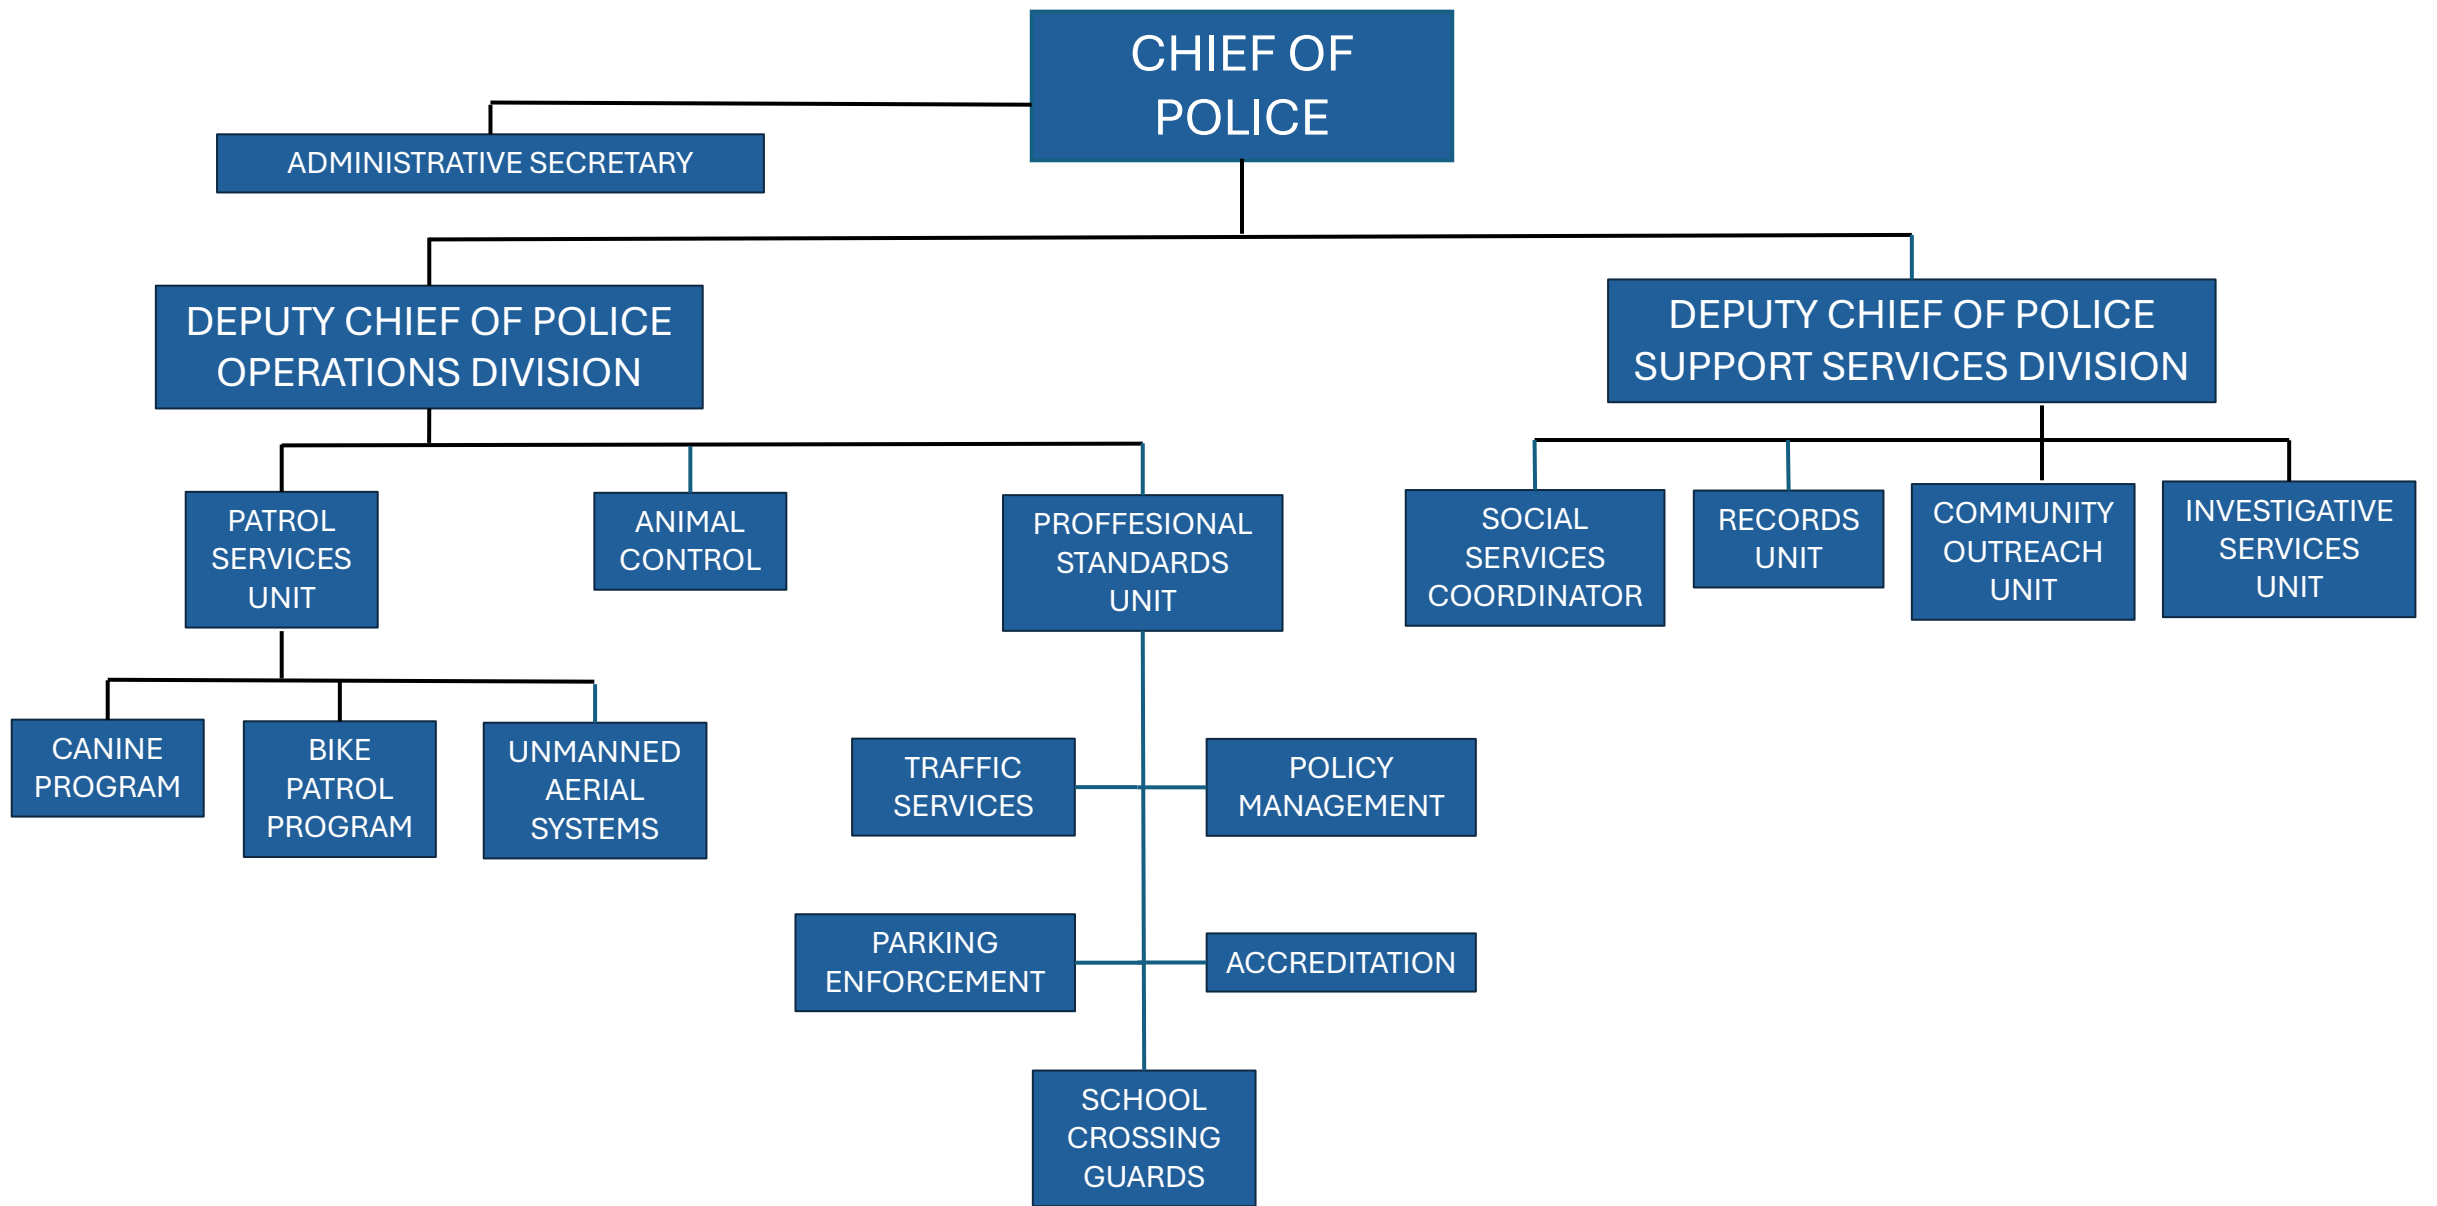 CHIEF OF
POLICE
ADMINISTRATIVE SECRETARY
DEPUTY CHIEF OF POLICE
OPERATIONS DIVISION
DEPUTY CHIEF OF POLICE
SUPPORT SERVICES DIVISION
PATROL
SERVICES
UNIT
ANIMAL
CONTROL
PROFFESIONAL
STANDARDS
UNIT
SOCIAL
SERVICES
COORDINATOR
RECORDS
UNIT
COMMUNITY
OUTREACH
UNIT
INVESTIGATIVE
SERVICES
UNIT
CANINE
PROGRAM
BIKE
PATROL
PROGRAM
UNMANNED
AERIAL
SYSTEMS
TRAFFIC
SERVICES
POLICY
MANAGEMENT
PARKING
ENFORCEMENT
ACCREDITATION
SCHOOL
CROSSING
GUARDS